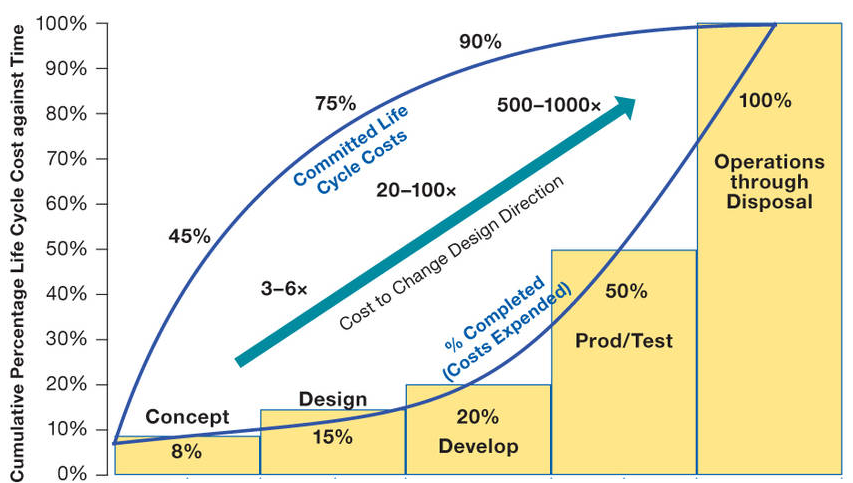 Cumulative Percentage Life Cycle Cost against Time
100%
90%
80%
70%
60%
50%
40%
30%
20%
10%
0%
45%
75%
90%
Committed Life
Cycle Costs
3–6×
20–100×
500–1000×
Cost to Change Design Direction
% Completed
(Costs Expended)
Concept
8%
Design
15%
20%
Develop
50%
Prod/Test
100%
Operations
through
Disposal